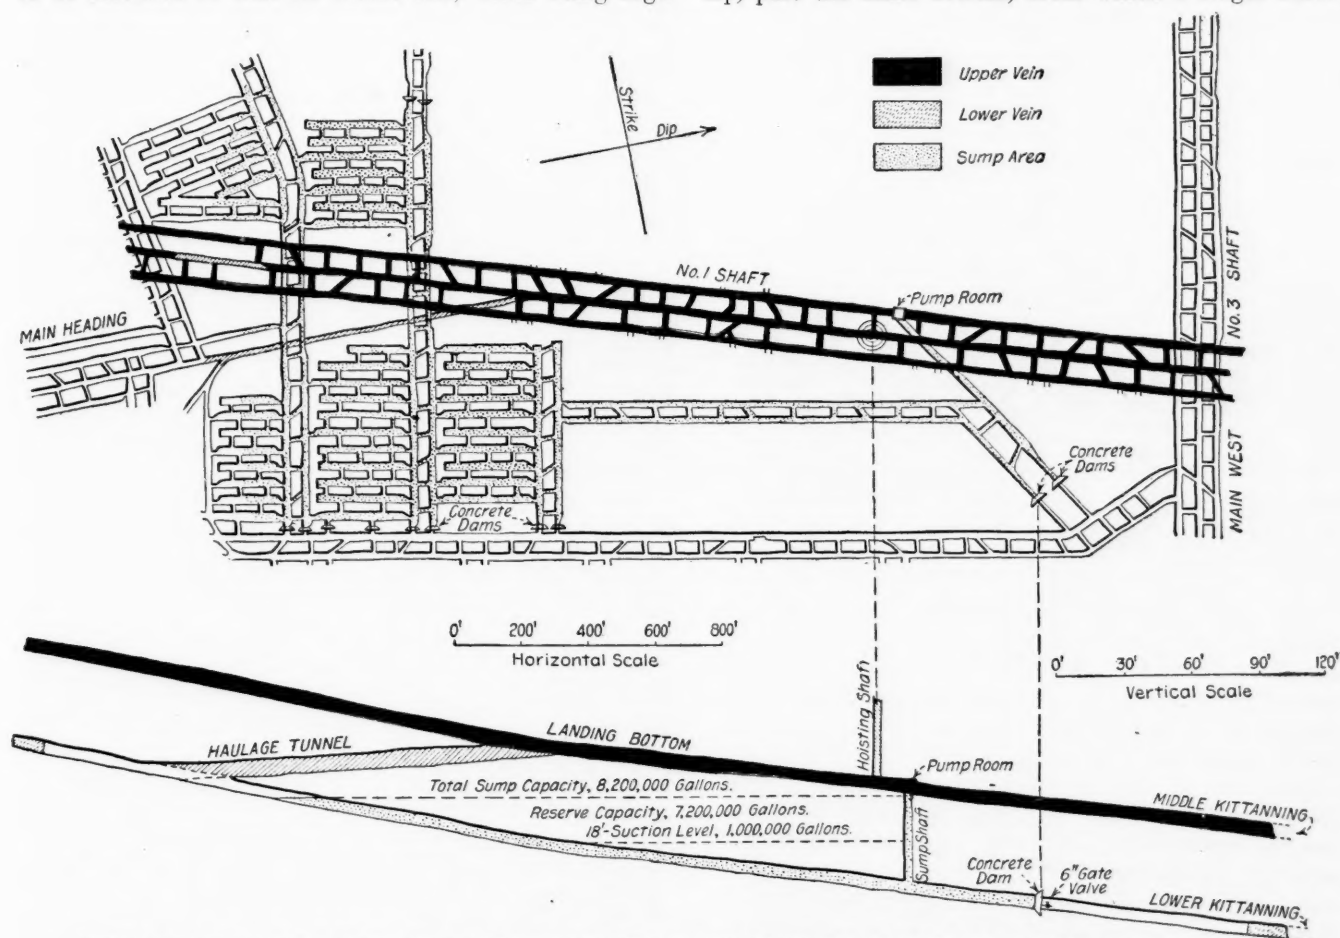 Upper Vein
Lower Vein
Sump Area
Strike
Dip
No.1 SHAFT
Pump Room
No.3 SHAFT
MAIN HEADING
MAIN WEST
Concrete
Dams
Concrete
Dams
0' 200' 400' 600' 800'
Horizontal Scale
0' 30' 60' 90' 120'
Vertical Scale
Hoisting Shaft
HAULAGE TUNNEL
LANDING BOTTOM
Pump Room
Total Sump Capacity, 8,200,000 Gallons.
Reserve Capacity, 7,200,000 Gallons.
18'-Suction Level, 1,000,000 Gallons.
Sump Shaft
MIDDLE KITTANNING
Concrete
Dam
6" Gate
Valve
LOWER KITTANNING